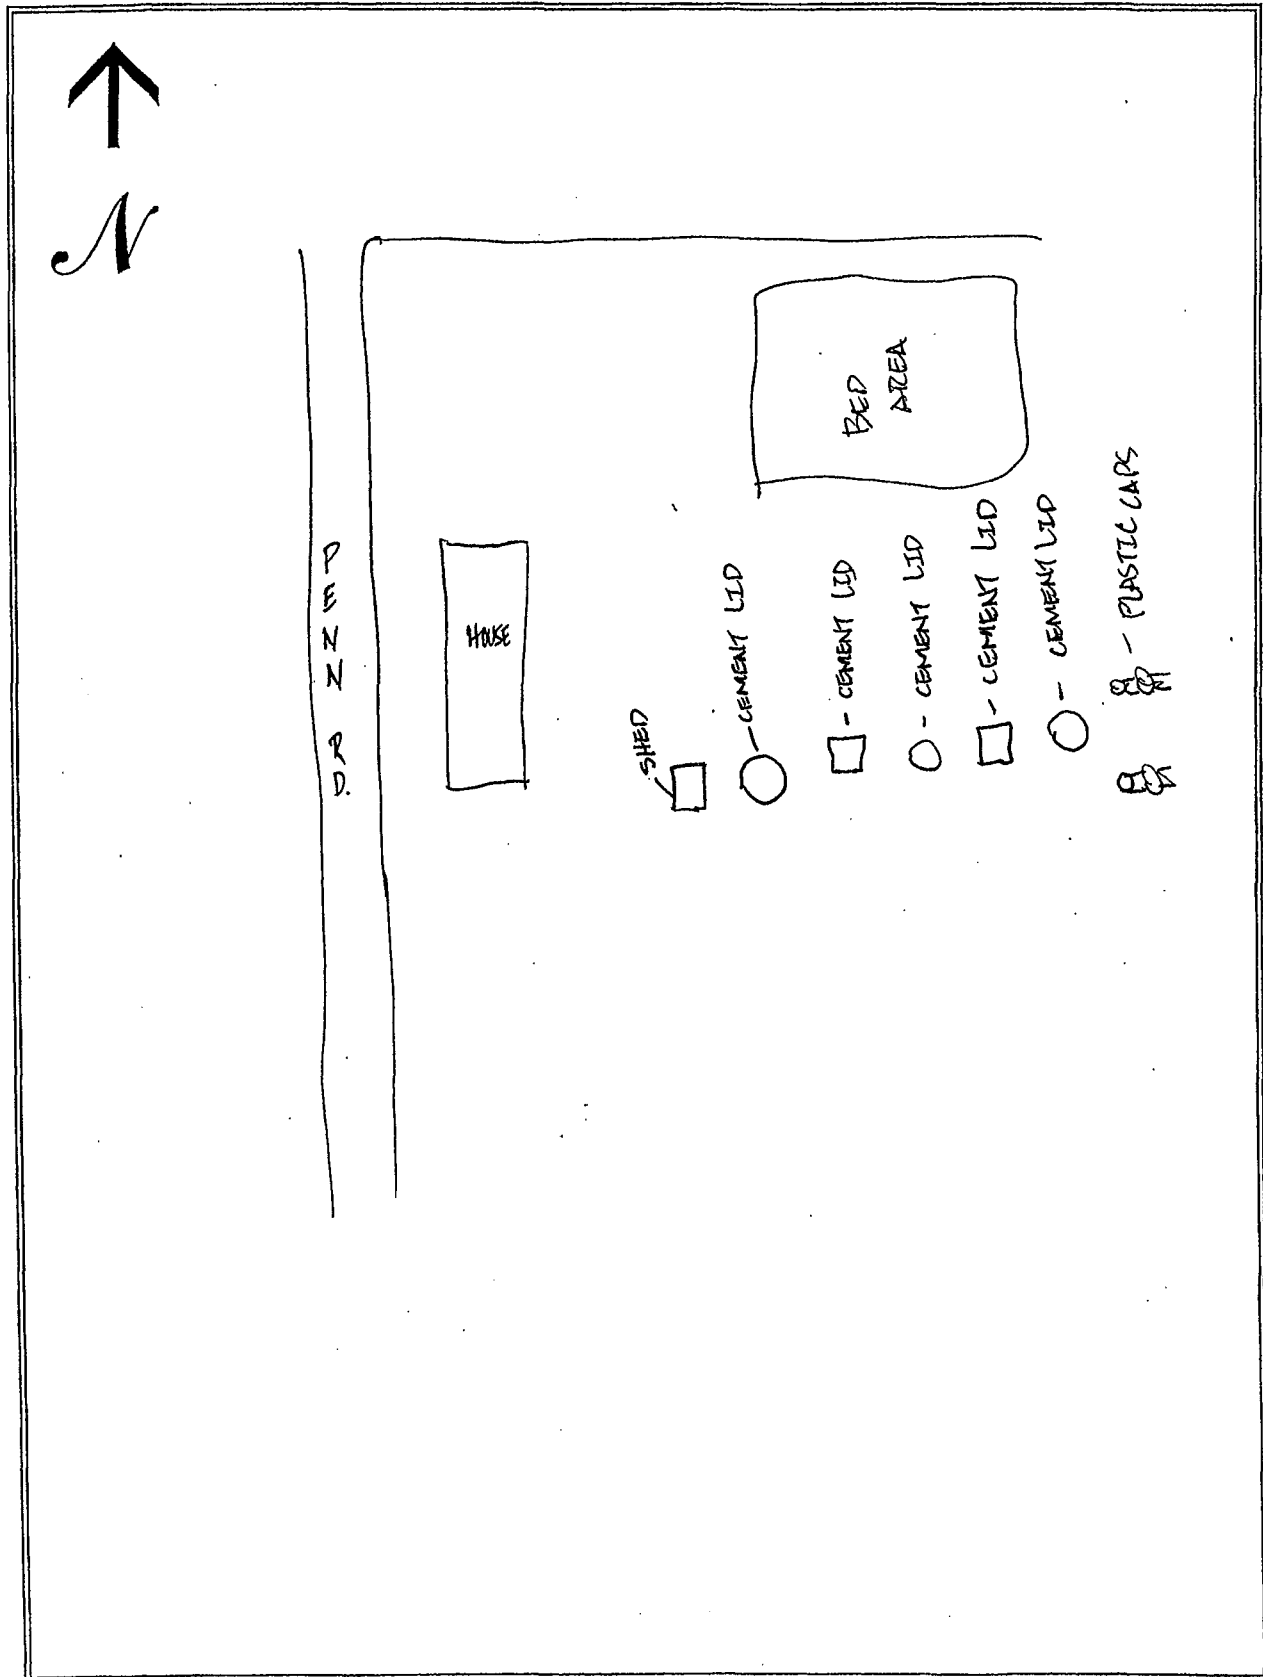 N
PENN RD.
HOUSE
SHED
CEMENT LID
CEMENT LID
CEMENT LID
CEMENT LID
CEMENT LID
PLASTIC CAPS
BED
AREA